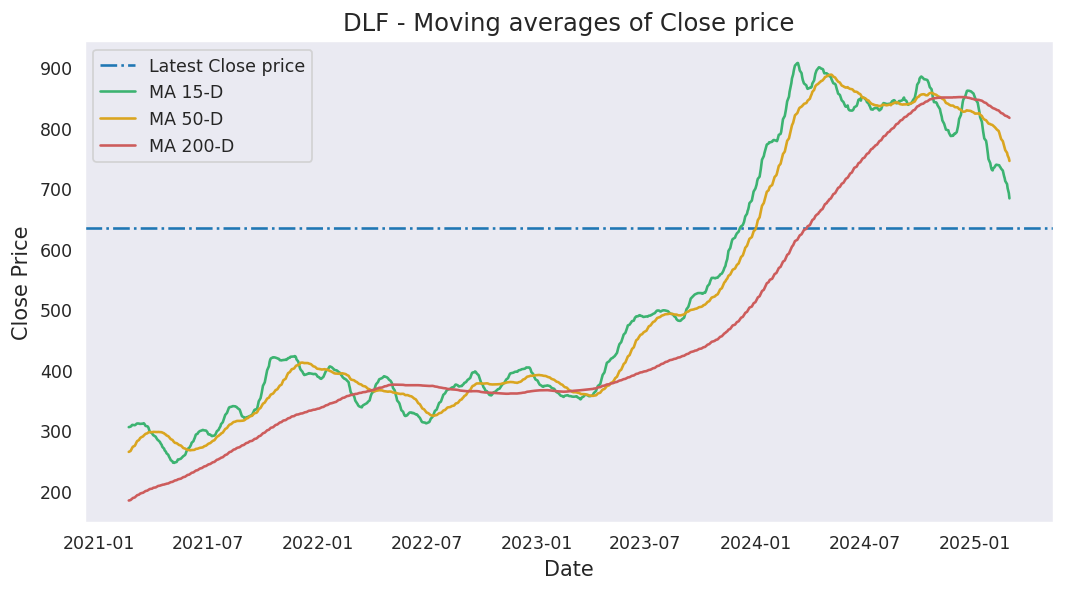 DLF - Moving averages of Close price
Latest Close price
MA 15-D
MA 50-D
MA 200-D
Close Price
900
800
700
600
500
400
300
200
2021-01 2021-07 2022-01 2022-07 2023-01 2023-07 2024-01 2024-07 2025-01
Date